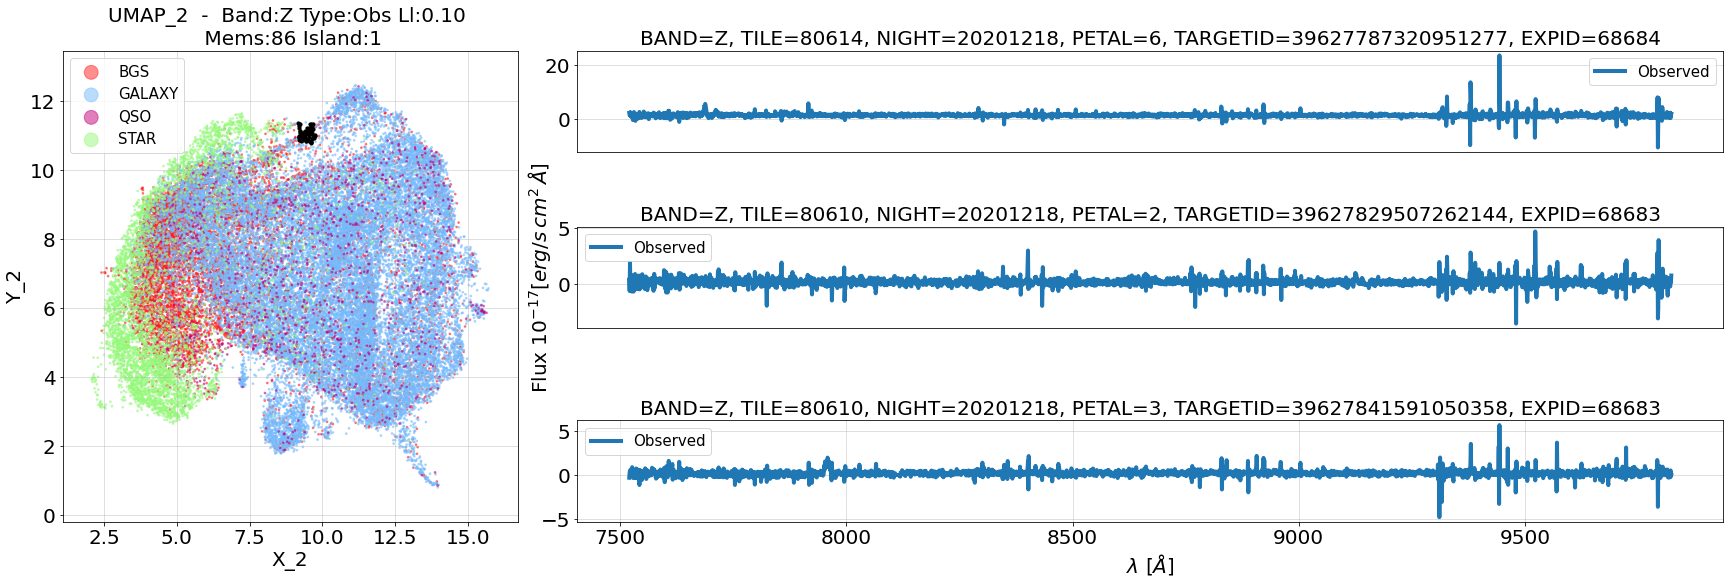 UMAP_2  -  Band:Z Type:Obs Ll:0.10
Mems:86 Island:1
BGS
GALAXY
QSO
STAR
12
10
8
6
4
2
0
Y_2
2.5 5.0 7.5 10.0 12.5 15.0
X_2
BAND=Z, TILE=80614, NIGHT=20201218, PETAL=6, TARGETID=39627787320951277, EXPID=68684
Observed
20
0
BAND=Z, TILE=80610, NIGHT=20201218, PETAL=2, TARGETID=39627829507262144, EXPID=68683
Observed
5
0
Flux 10⁻¹⁷[erg/s cm² Å]
BAND=Z, TILE=80610, NIGHT=20201218, PETAL=3, TARGETID=39627841591050358, EXPID=68683
Observed
5
0
−5
7500 8000 8500 9000 9500
λ [Å]